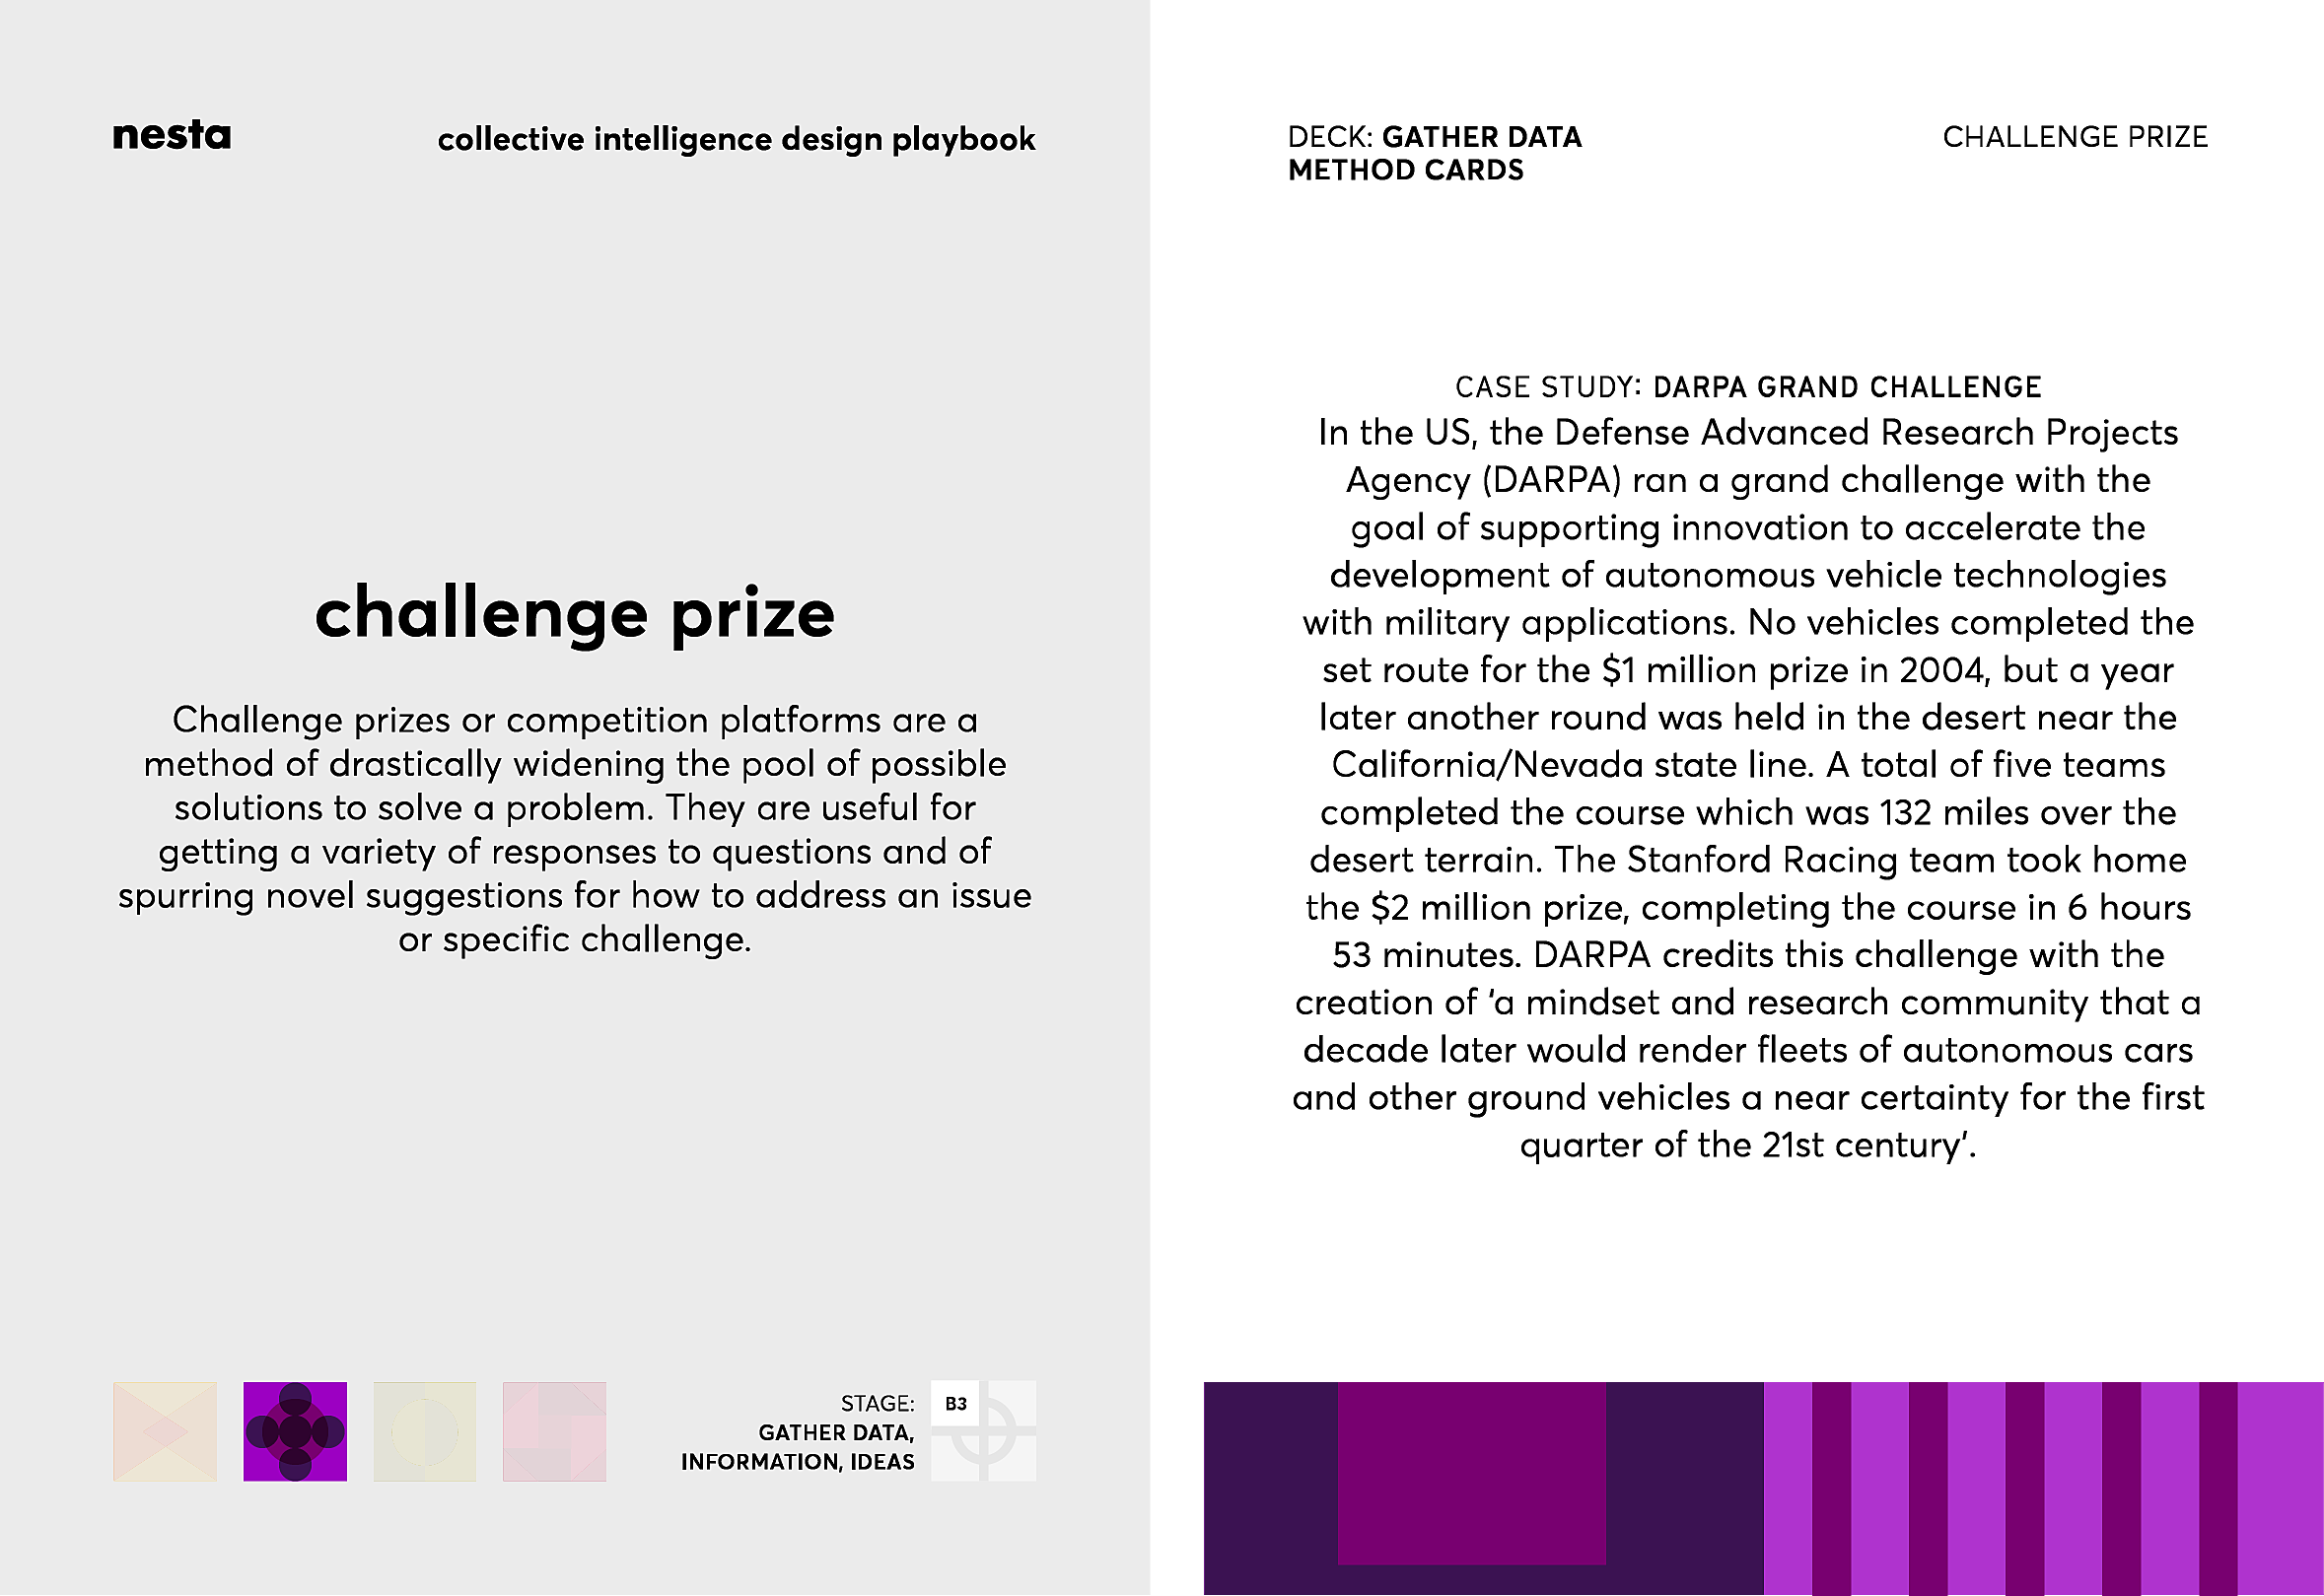 nesta
collective intelligence design playbook
challenge prize
Challenge prizes or competition platforms are a
method of drastically widening the pool of possible
solutions to solve a problem. They are useful for
getting a variety of responses to questions and of
spurring novel suggestions for how to address an issue
or specific challenge.
STAGE:
GATHER DATA,
INFORMATION, IDEAS
B3
DECK: GATHER DATA
METHOD CARDS
CHALLENGE PRIZE
CASE STUDY: DARPA GRAND CHALLENGE
In the US, the Defense Advanced Research Projects
Agency (DARPA) ran a grand challenge with the
goal of supporting innovation to accelerate the
development of autonomous vehicle technologies
with military applications. No vehicles completed the
set route for the $1 million prize in 2004, but a year
later another round was held in the desert near the
California/Nevada state line. A total of five teams
completed the course which was 132 miles over the
desert terrain. The Stanford Racing team took home
the $2 million prize, completing the course in 6 hours
53 minutes. DARPA credits this challenge with the
creation of ‘a mindset and research community that a
decade later would render fleets of autonomous cars
and other ground vehicles a near certainty for the first
quarter of the 21st century’.